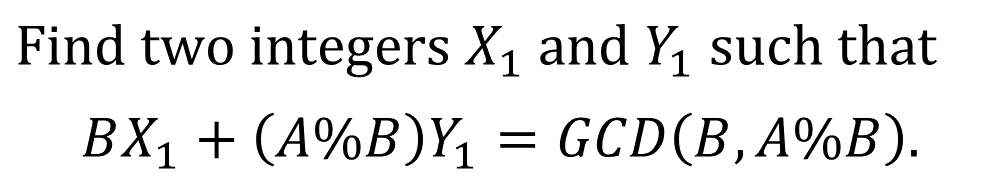 Find two integers X₁ and Y₁ such that
BX₁ + (A%B)Y₁ = GCD(B, A%B).